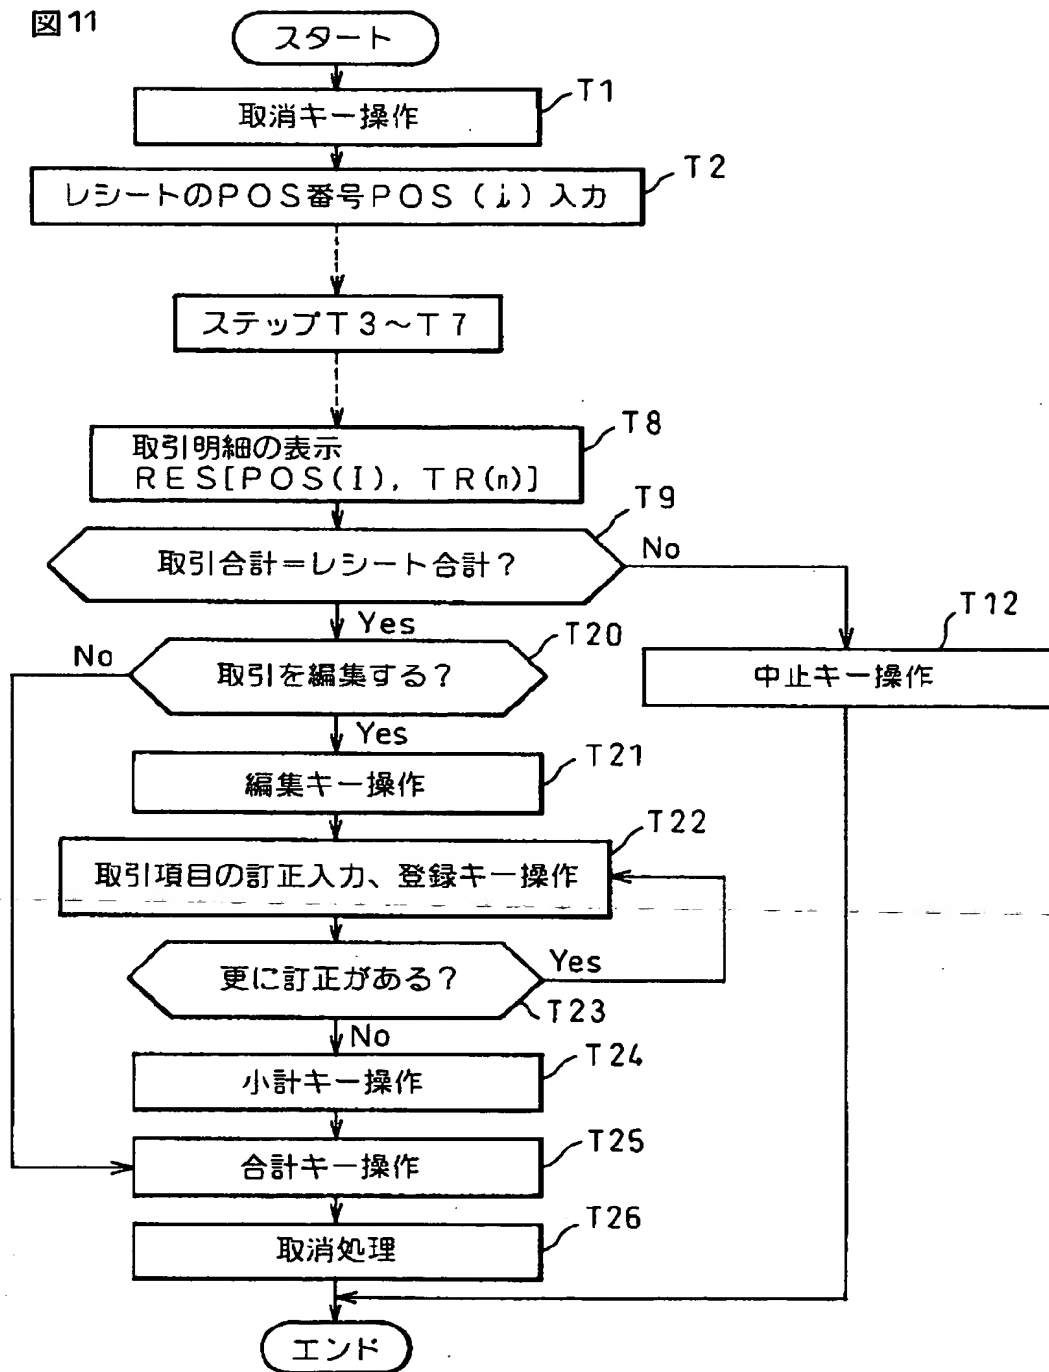 図11
スタート
T1
取消キー操作
T2
レシートのPOS番号POS(i)入力
ステップT3～T7
T8
取引明細の表示
RES[POS(I), TR(n)]
T9
取引合計=レシート合計?
No
Yes
T12
中止キー操作
T20
No
取引を編集する?
Yes
T21
編集キー操作
T22
取引項目の訂正入力、登録キー操作
更に訂正がある?
Yes
T23
No
T24
小計キー操作
T25
合計キー操作
T26
取消処理
エンド